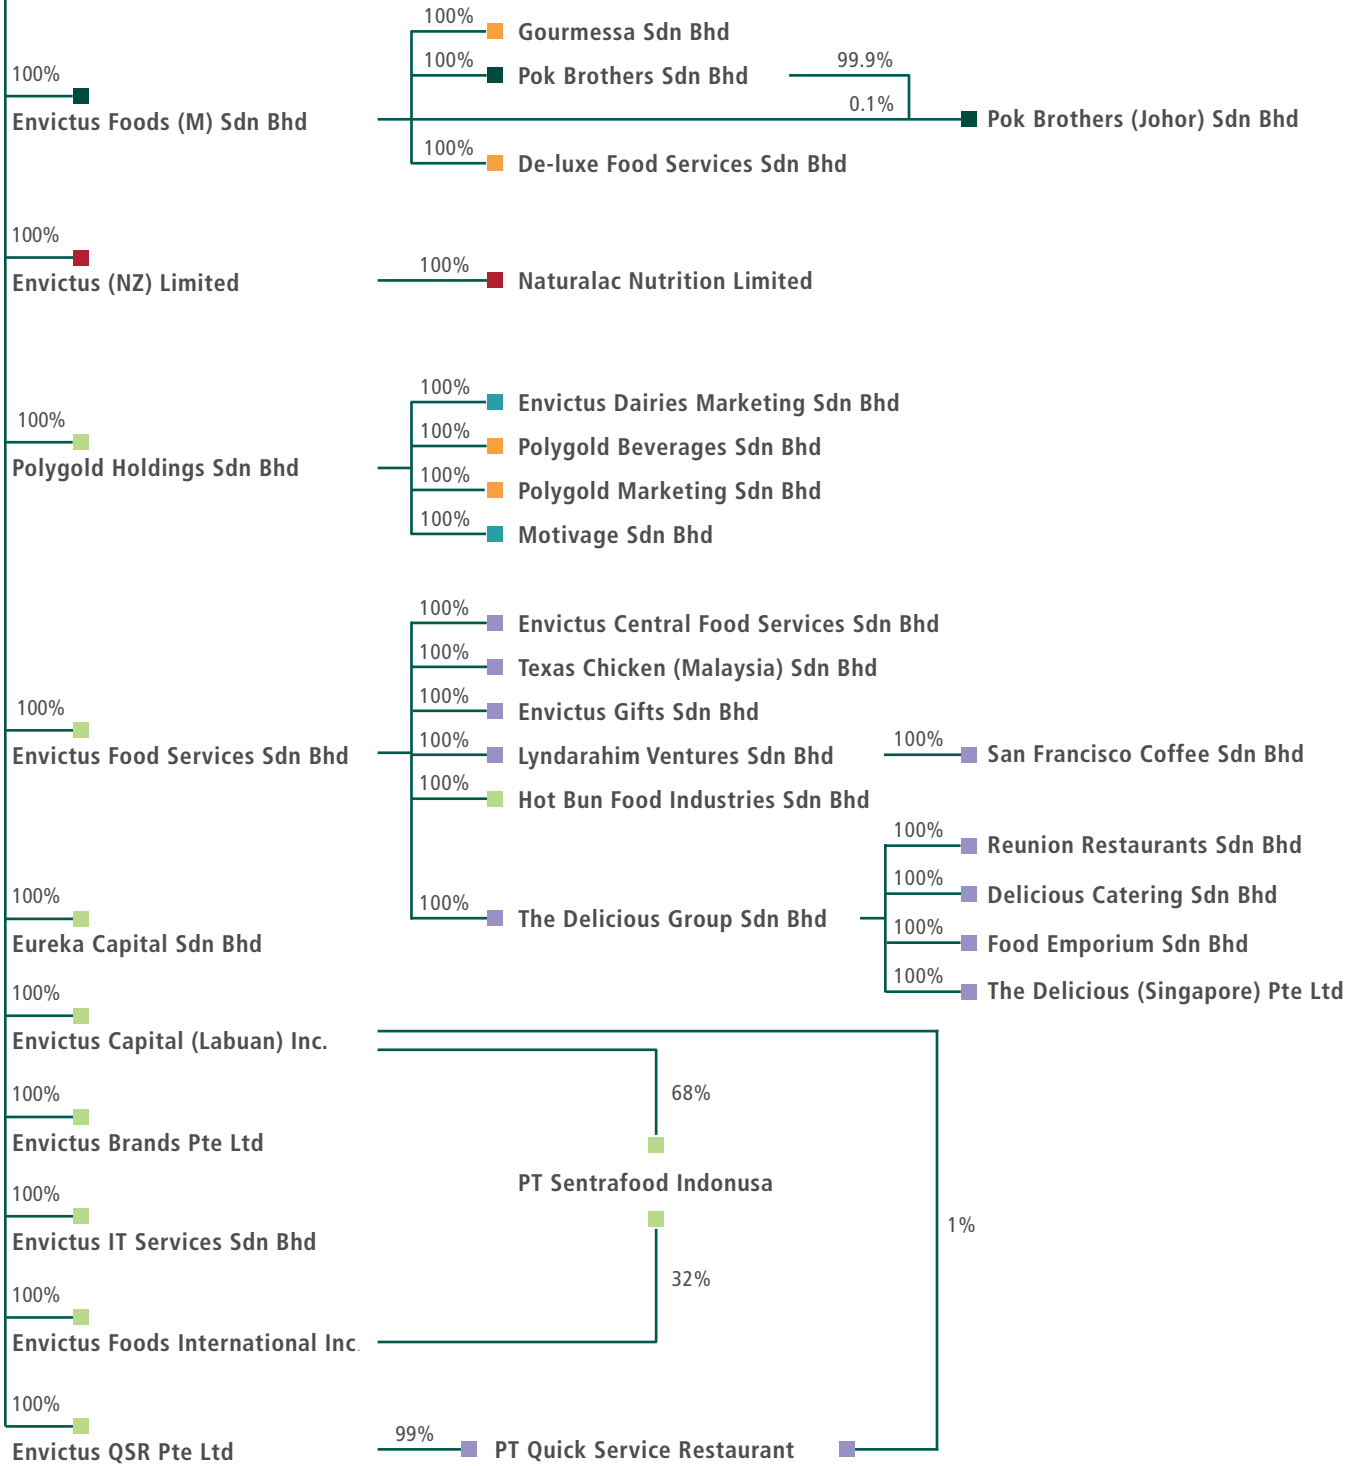 100%
Envictus Foods (M) Sdn Bhd
100%
Gourmessa Sdn Bhd
100%
Pok Brothers Sdn Bhd
99.9%
0.1%
Pok Brothers (Johor) Sdn Bhd
100%
De-luxe Food Services Sdn Bhd
100%
Envictus (NZ) Limited
100%
Naturalac Nutrition Limited
100%
Polygold Holdings Sdn Bhd
100%
Envictus Dairies Marketing Sdn Bhd
100%
Polygold Beverages Sdn Bhd
100%
Polygold Marketing Sdn Bhd
100%
Motivage Sdn Bhd
100%
Envictus Food Services Sdn Bhd
100%
Envictus Central Food Services Sdn Bhd
100%
Texas Chicken (Malaysia) Sdn Bhd
100%
Envictus Gifts Sdn Bhd
100%
Lyndarahim Ventures Sdn Bhd
100%
San Francisco Coffee Sdn Bhd
100%
Hot Bun Food Industries Sdn Bhd
100%
The Delicious Group Sdn Bhd
100%
Reunion Restaurants Sdn Bhd
100%
Delicious Catering Sdn Bhd
100%
Food Emporium Sdn Bhd
100%
The Delicious (Singapore) Pte Ltd
100%
Eureka Capital Sdn Bhd
100%
Envictus Capital (Labuan) Inc.
68%
100%
Envictus Brands Pte Ltd
PT Sentrafood Indonusa
100%
Envictus IT Services Sdn Bhd
1%
32%
100%
Envictus Foods International Inc.
100%
Envictus QSR Pte Ltd
99%
PT Quick Service Restaurant